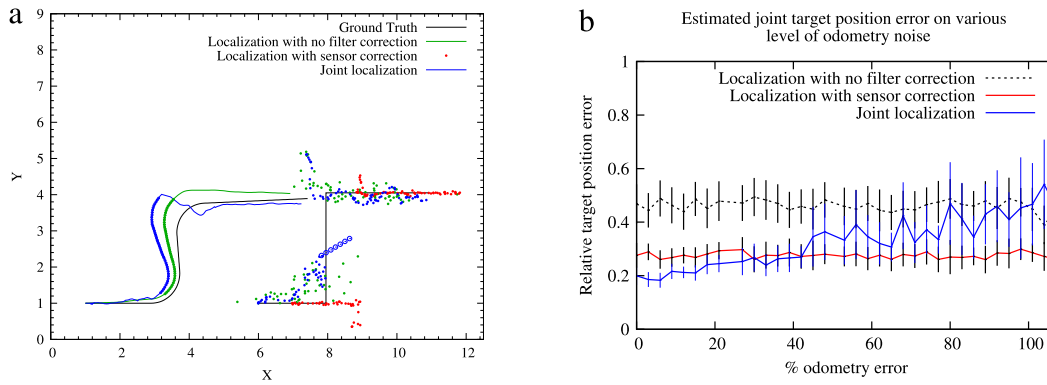 a
Ground Truth
Localization with no filter correction
Localization with sensor correction
Joint localization
9
8
7
6
5
4
3
2
1
0
Y
0 2 4 6 8 10 12
X
b
Estimated joint target position error on various
level of odometry noise
Localization with no filter correction
Localization with sensor correction
Joint localization
1
0.8
0.6
0.4
0.2
0
Relative target position error
0 20 40 60 80 100
% odometry error